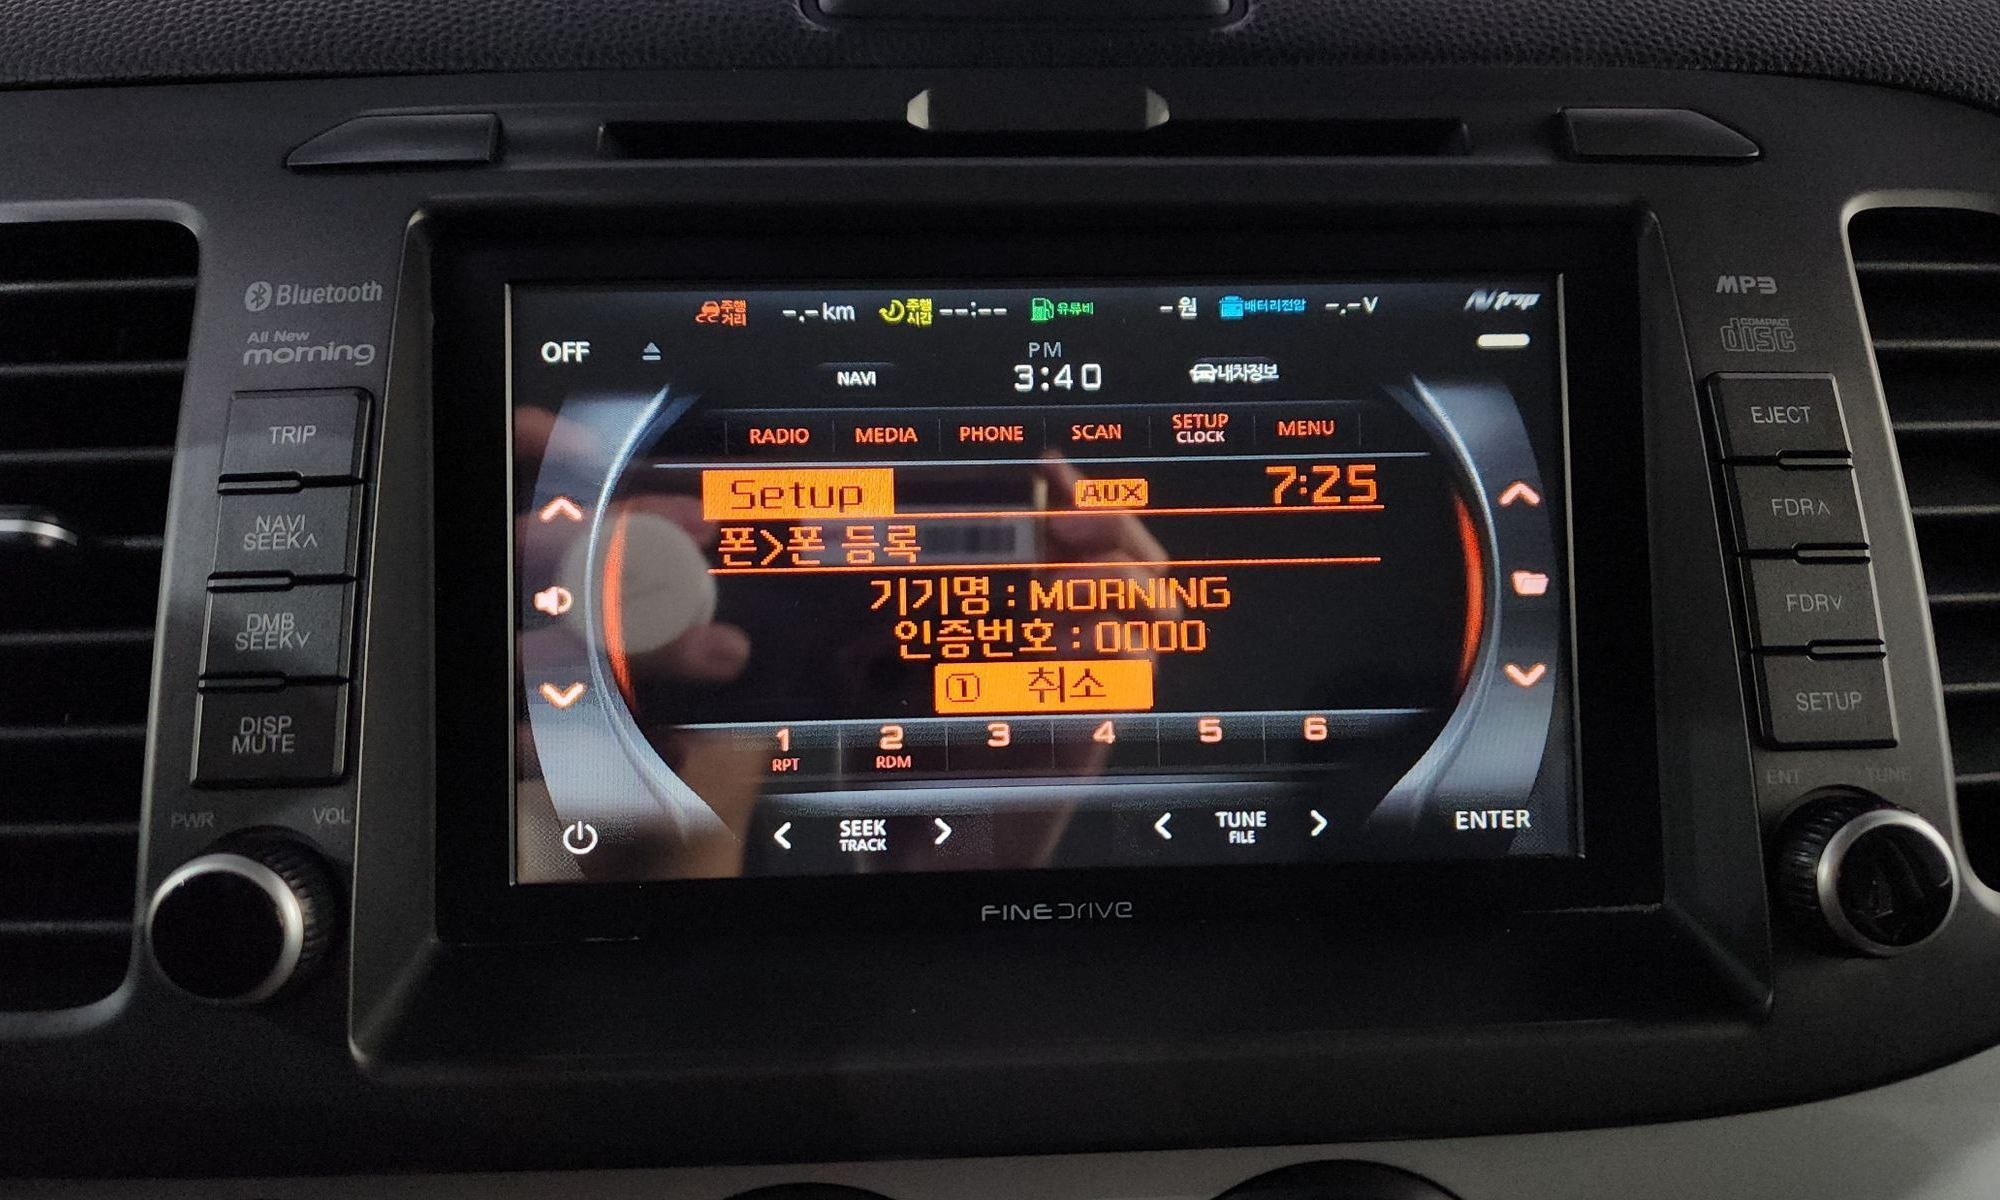 Bluetooth
All New
morning
TRIP
NAVI
SEEK∧
DMB
SEEK∨
DISP
MUTE
PWR VOL
주행거리 -.-km 주행시간 --:-- 유류비 -원 배터리전압 -.-V Ntrip
OFF
PM
NAVI 3:40 내차정보
RADIO MEDIA PHONE SCAN SETUP CLOCK MENU
Setup AUX 7:25
폰>폰 등록
기기명 : MORNING
인증번호 : 0000
① 취소
1 2 3 4 5 6
RPT RDM
< SEEK TRACK > < TUNE FILE > ENTER
FINEDrive
MP3
COMPACT
disc
EJECT
FDR∧
FDR∨
SETUP
ENT TUNE